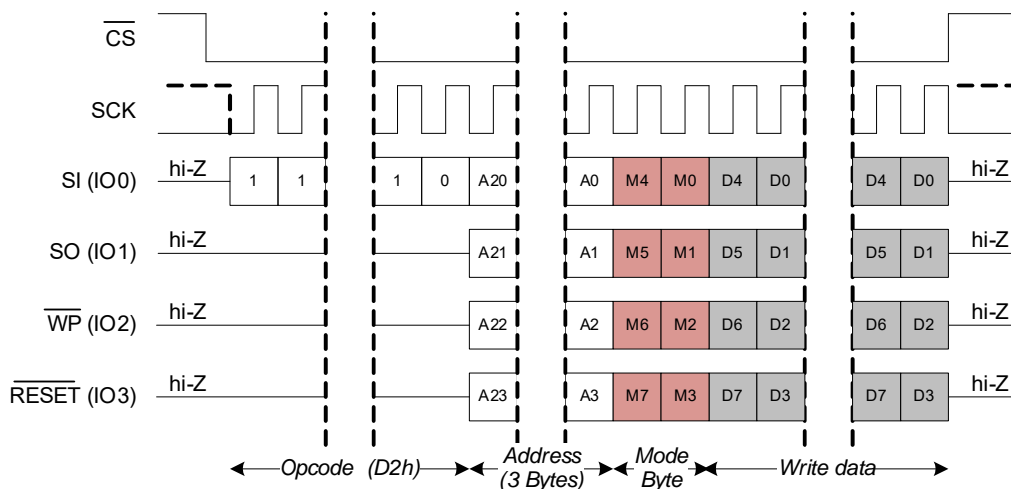 CS
SCK
SI (IO0) hi-Z 1 1 1 0 A20 A0 M4 M0 D4 D0 D4 D0 hi-Z
SO (IO1) hi-Z A21 A1 M5 M1 D5 D1 D5 D1 hi-Z
WP (IO2) hi-Z A22 A2 M6 M2 D6 D2 D6 D2 hi-Z
RESET (IO3) hi-Z A23 A3 M7 M3 D7 D3 D7 D3 hi-Z
Opcode (D2h) Address Mode Write data
(3 Bytes) Byte